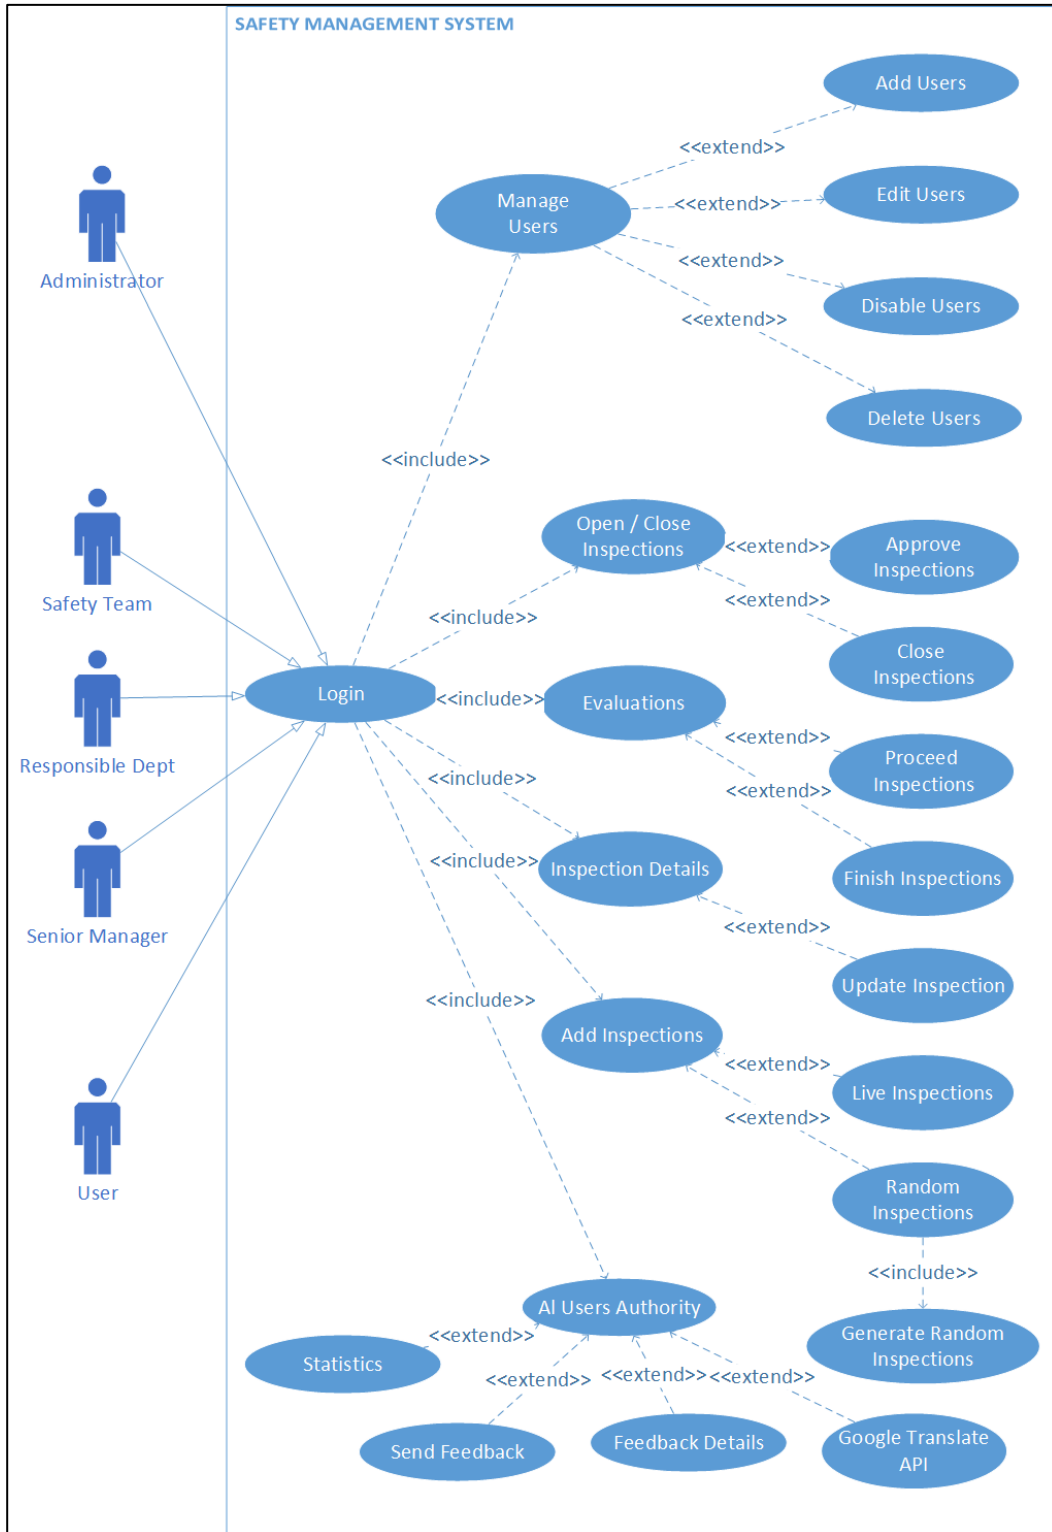 SAFETY MANAGEMENT SYSTEM
Add Users
<<extend>>
Manage
Users
<<extend>>
Edit Users
Administrator
<<extend>>
Disable Users
<<extend>>
Delete Users
<<include>>
Open / Close
Inspections
<<extend>>
Approve
Inspections
Safety Team
<<include>>
<<extend>>
Close
Inspections
Login
<<include>>
Evaluations
Responsible Dept
<<extend>>
Proceed
Inspections
<<include>>
<<extend>>
<<include>>
Inspection Details
Finish Inspections
Senior Manager
<<extend>>
Update Inspection
<<include>>
Add Inspections
<<extend>>
Live Inspections
<<extend>>
User
Random
Inspections
<<include>>
Al Users Authority
<<extend>>
Generate Random
Inspections
Statistics
<<extend>>
<<extend>>
<<extend>>
Send Feedback
Feedback Details
Google Translate
API